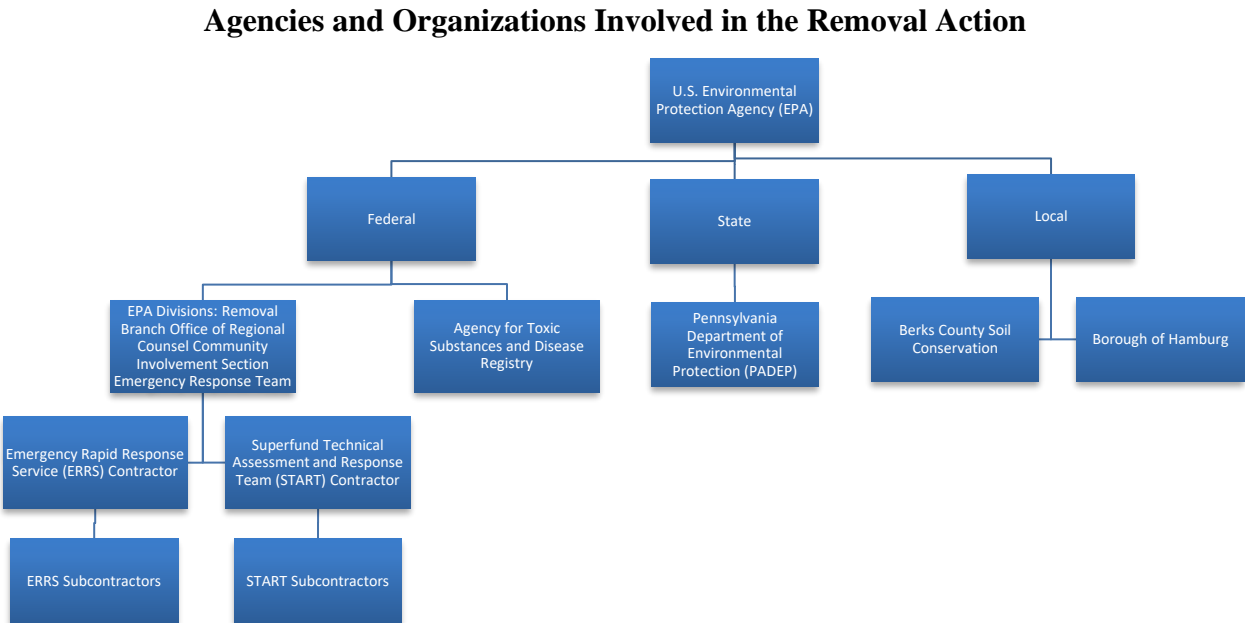 Agencies and Organizations Involved in the Removal Action
U.S. Environmental
Protection Agency (EPA)
Federal
State
Local
EPA Divisions: Removal
Branch Office of Regional
Counsel Community
Involvement Section
Emergency Response Team
Agency for Toxic
Substances and Disease
Registry
Pennsylvania
Department of
Environmental
Protection (PADEP)
Berks County Soil
Conservation
Borough of Hamburg
Emergency Rapid Response
Service (ERRS) Contractor
Superfund Technical
Assessment and Response
Team (START) Contractor
ERRS Subcontractors
START Subcontractors